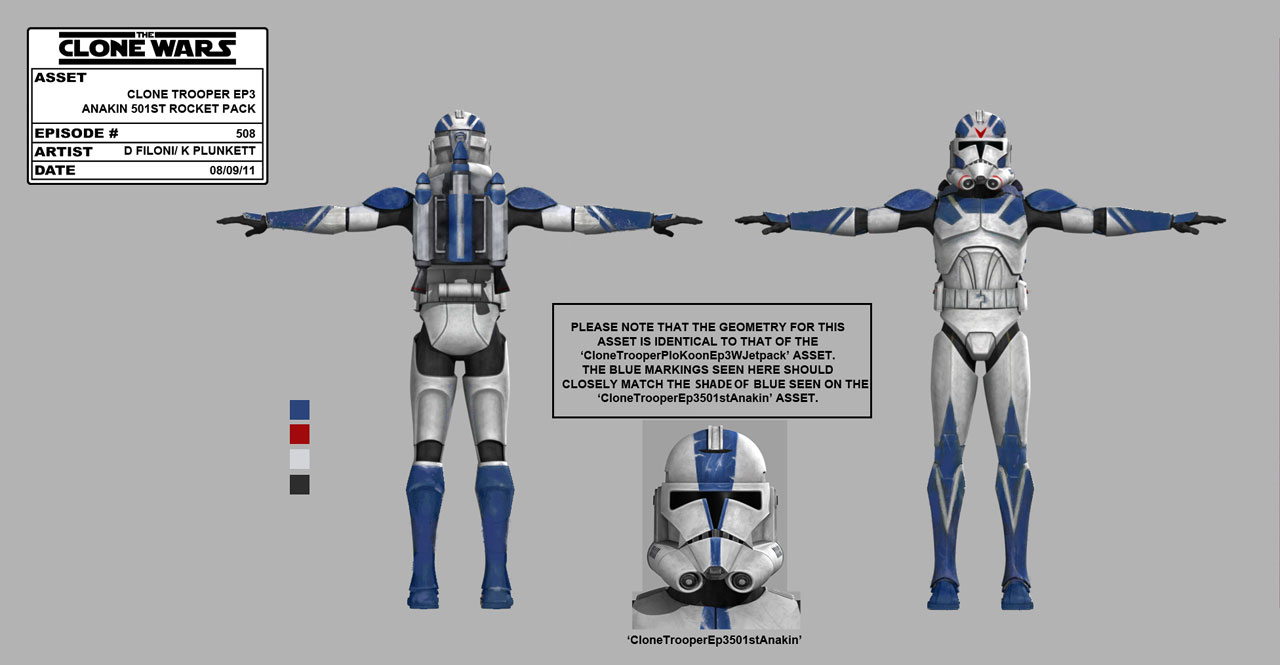 THE
CLONE WARS
ASSET
CLONE TROOPER EP3
ANAKIN 501ST ROCKET PACK
EPISODE # 508
ARTIST D FILONI/ K PLUNKETT
DATE 08/09/11
PLEASE NOTE THAT THE GEOMETRY FOR THIS
ASSET IS IDENTICAL TO THAT OF THE
‘CloneTrooperPloKoonEp3WJetpack’ ASSET.
THE BLUE MARKINGS SEEN HERE SHOULD
CLOSELY MATCH THE SHADE OF BLUE SEEN ON THE
‘CloneTrooperEp3501stAnakin’ ASSET.
‘CloneTrooperEp3501stAnakin’